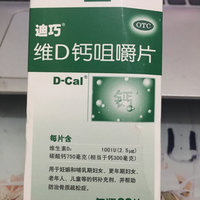 迪巧
OTC
维D钙咀嚼片
D-Cal®
钙
每片含
维生素D₃ 100IU(2.5μg)
碳酸钙750毫克(相当于钙300毫克)
用于妊娠和哺乳期妇女、更年期妇女、
老年人、儿童等的钙补充剂，并帮助
防治骨质疏松症。